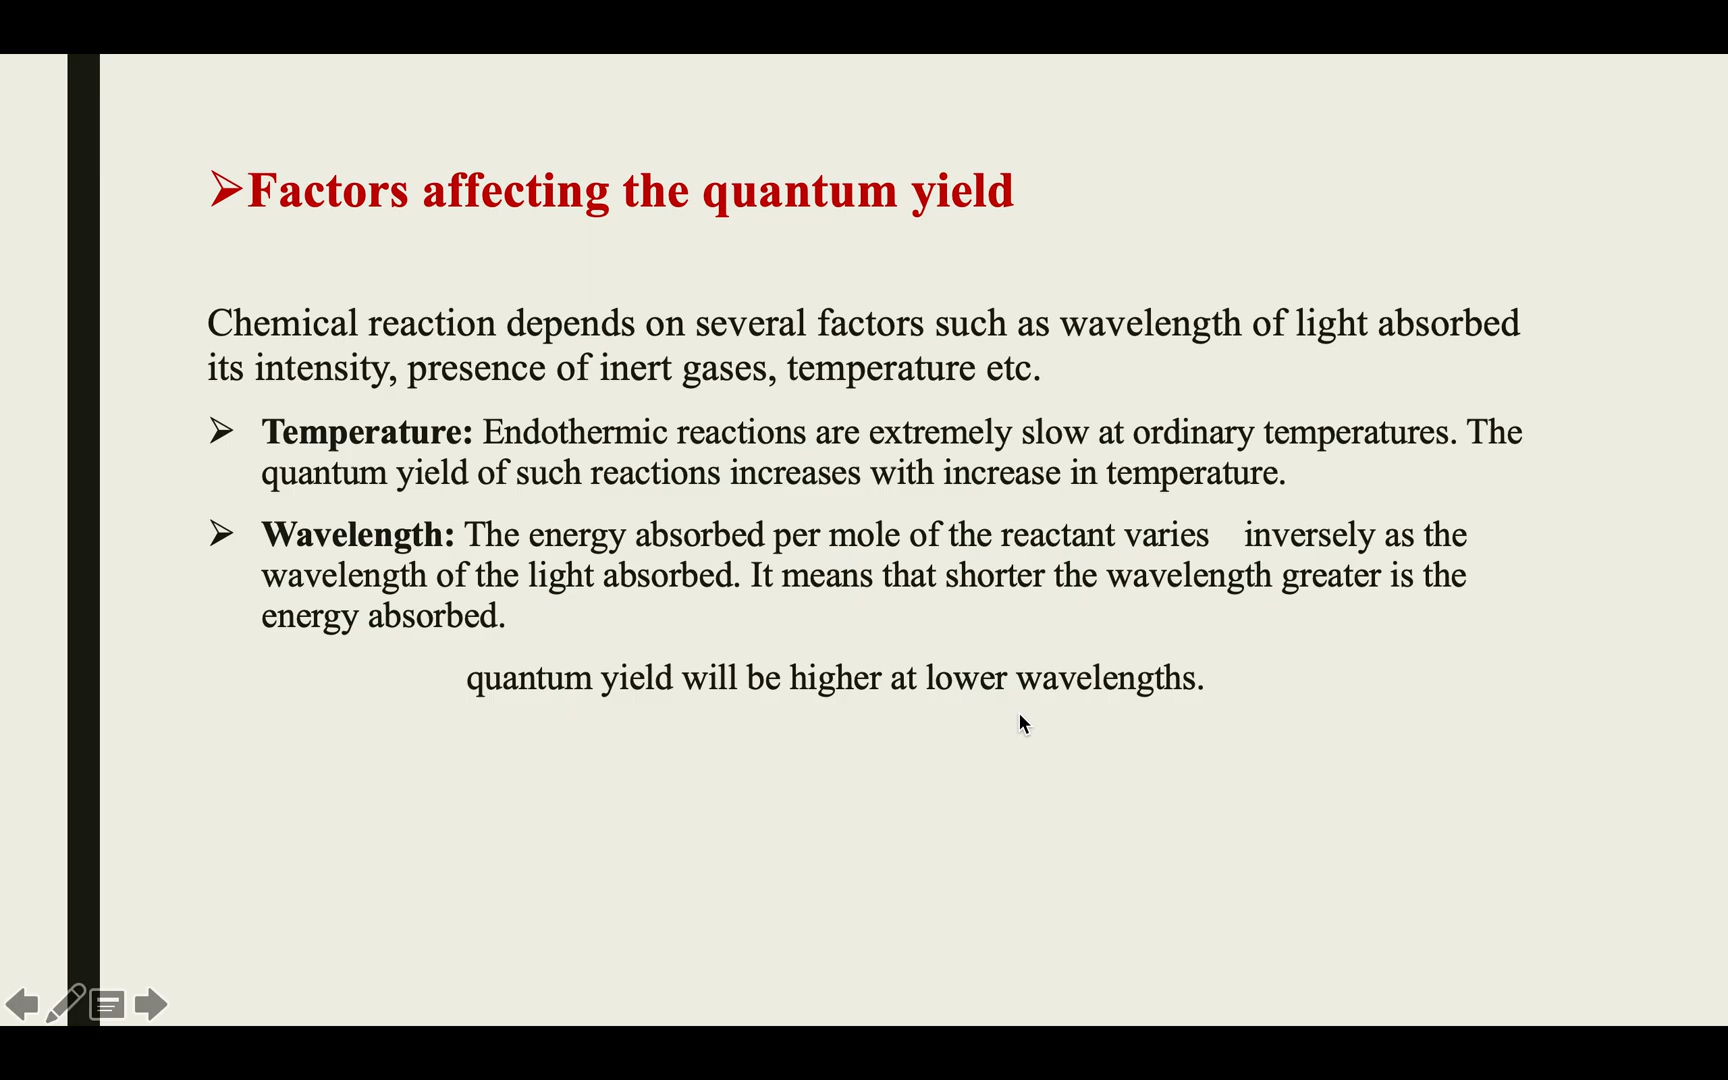 ➢Factors affecting the quantum yield
Chemical reaction depends on several factors such as wavelength of light absorbed
its intensity, presence of inert gases, temperature etc.
➢ Temperature: Endothermic reactions are extremely slow at ordinary temperatures. The
quantum yield of such reactions increases with increase in temperature.
➢ Wavelength: The energy absorbed per mole of the reactant varies inversely as the
wavelength of the light absorbed. It means that shorter the wavelength greater is the
energy absorbed.
quantum yield will be higher at lower wavelengths.